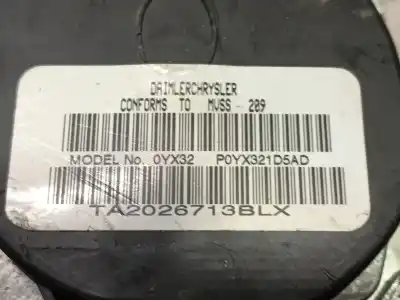 DAIMLERCHRYSLER
CONFORMS TO MVSS - 209
MODEL No. 0YX32 P0YX321D5AD
TA2026713BLX